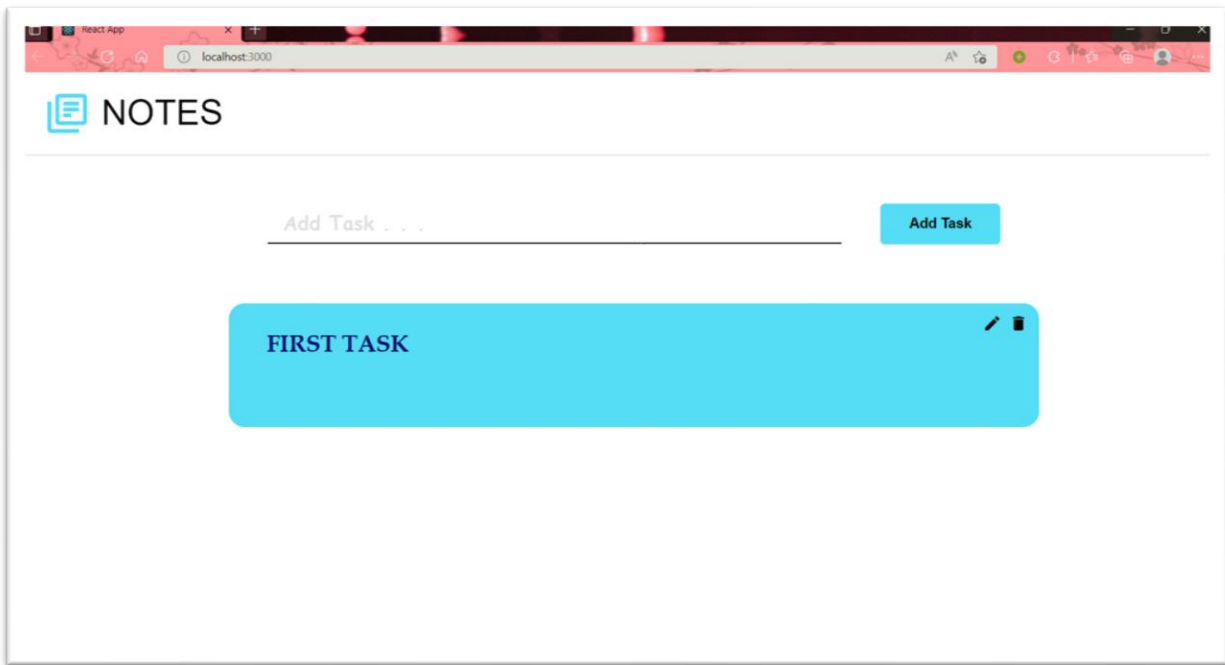 React App
localhost:3000
NOTES
Add Task . . .
Add Task
FIRST TASK